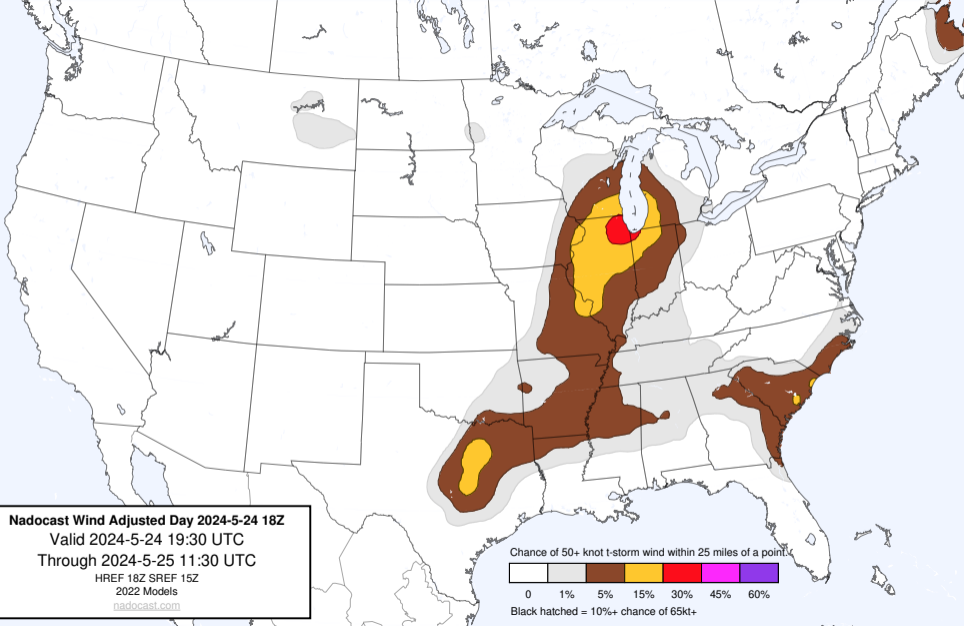 Nadocast Wind Adjusted Day 2024-5-24 18Z
Valid 2024-5-24 19:30 UTC
Through 2024-5-25 11:30 UTC
HREF 18Z SREF 15Z
2022 Models
nadocast.com
Chance of 50+ knot t-storm wind within 25 miles of a point.
0 1% 5% 15% 30% 45% 60%
Black hatched = 10%+ chance of 65kt+